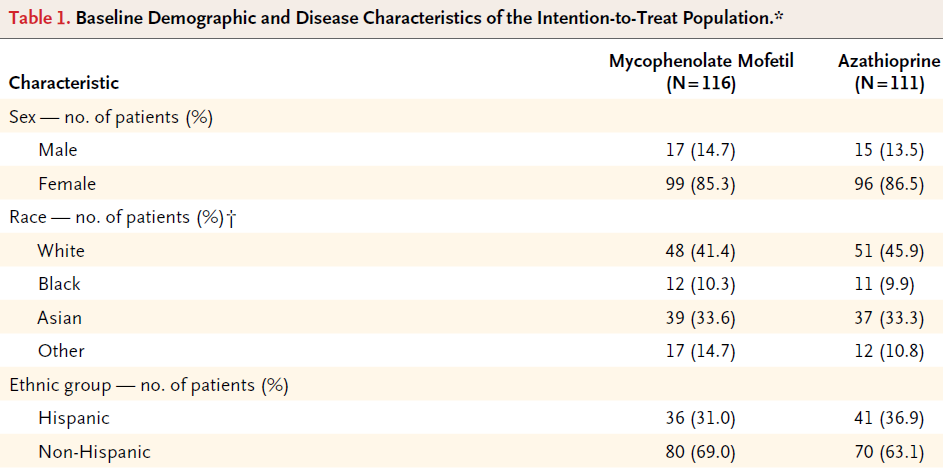 Table 1. Baseline Demographic and Disease Characteristics of the Intention-to-Treat Population.*
Characteristic Mycophenolate Mofetil (N=116) Azathioprine (N=111)
Sex — no. of patients (%)
Male 17 (14.7) 15 (13.5)
Female 99 (85.3) 96 (86.5)
Race — no. of patients (%)†
White 48 (41.4) 51 (45.9)
Black 12 (10.3) 11 (9.9)
Asian 39 (33.6) 37 (33.3)
Other 17 (14.7) 12 (10.8)
Ethnic group — no. of patients (%)
Hispanic 36 (31.0) 41 (36.9)
Non-Hispanic 80 (69.0) 70 (63.1)